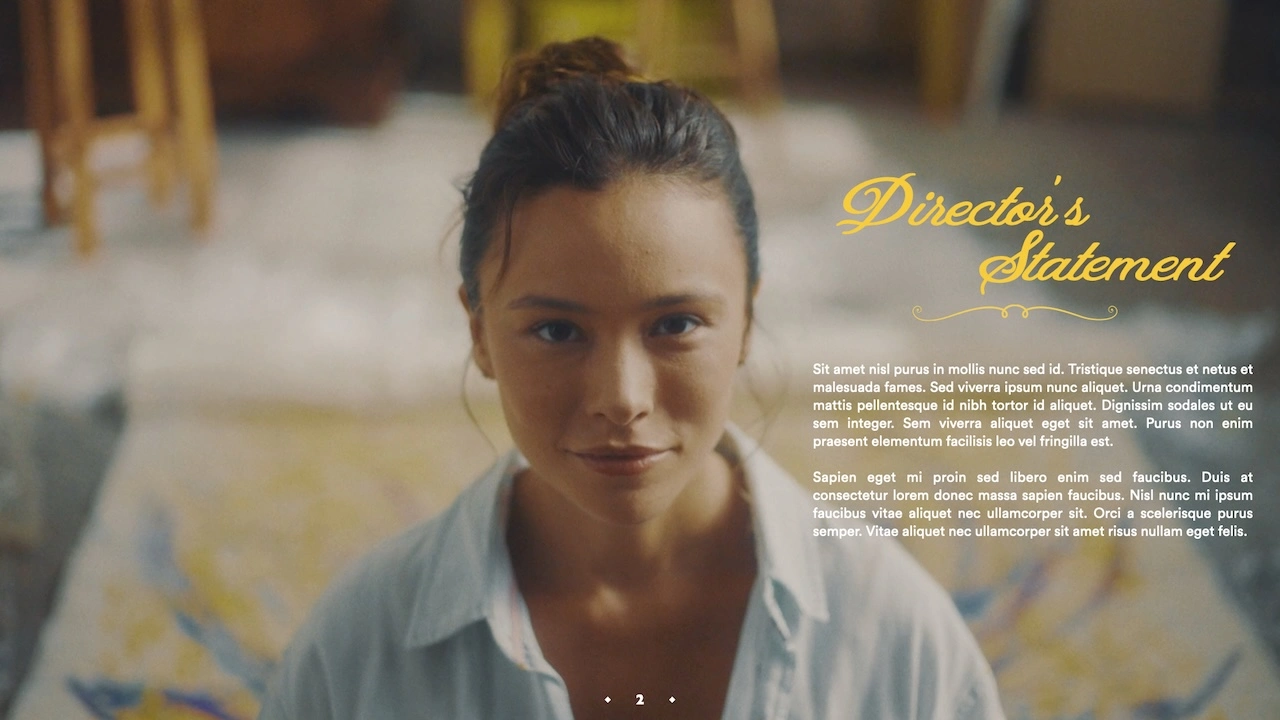 Director's
Statement
Sit amet nisl purus in mollis nunc sed id. Tristique senectus et netus et
malesuada fames. Sed viverra ipsum nunc aliquet. Urna condimentum
mattis pellentesque id nibh tortor id aliquet. Dignissim sodales ut eu
sem integer. Sem viverra aliquet eget sit amet. Purus non enim
praesent elementum facilisis leo vel fringilla est.
Sapien eget mi proin sed libero enim sed faucibus. Duis at
consectetur lorem donec massa sapien faucibus. Nisl nunc mi ipsum
faucibus vitae aliquet nec ullamcorper sit. Orci a scelerisque purus
semper. Vitae aliquet nec ullamcorper sit amet risus nullam eget felis.
2